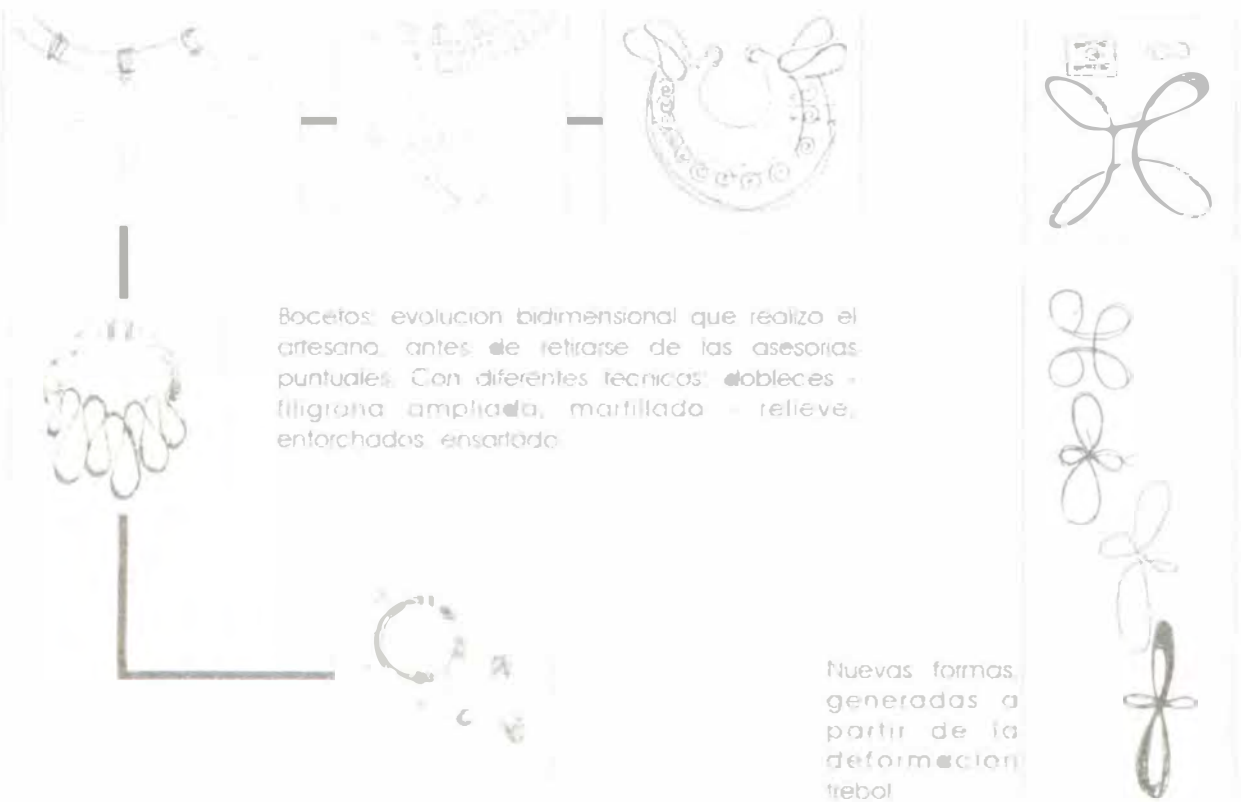 Bocetos: evolucion bidimensional que realizo el
artesano, antes de retirarse de las asesorias
puntuales. Con diferentes tecnicas: dobleces -
filigrana ampliada, martillado - relieve,
entorchados ensartado
Nuevas formas
generadas a
partir de la
deformacion
trebol